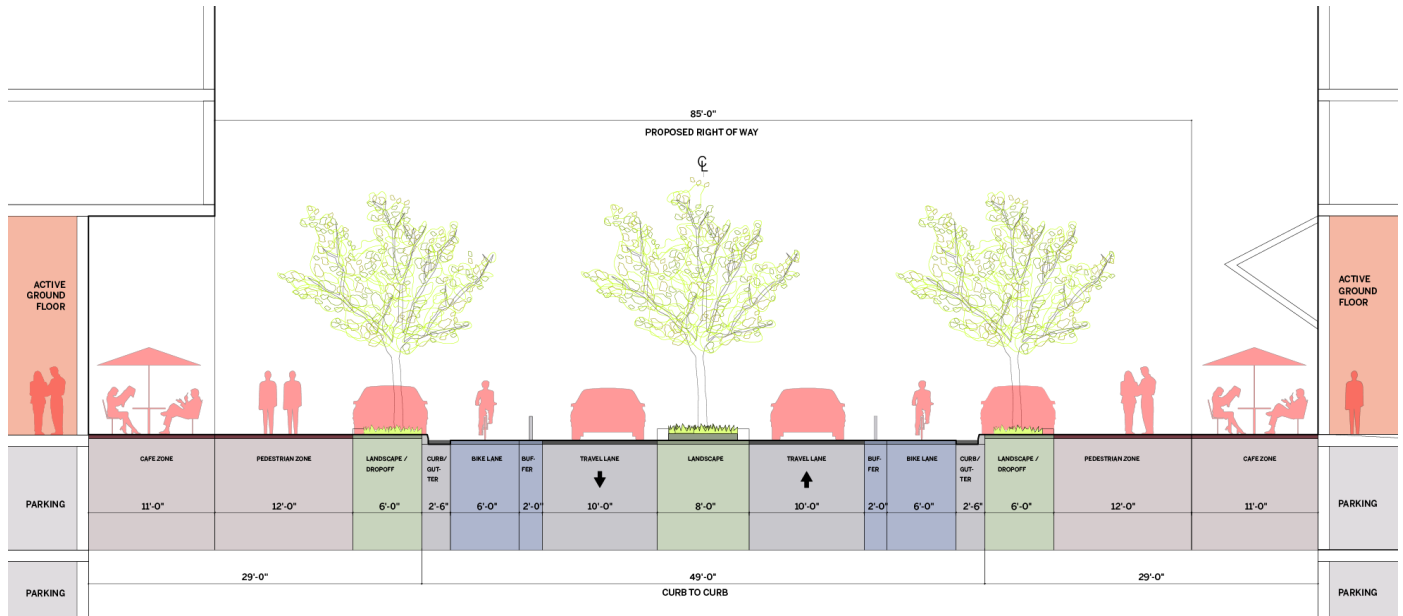 85'-0"
PROPOSED RIGHT OF WAY
℄
ACTIVE
GROUND
FLOOR
ACTIVE
GROUND
FLOOR
CAFE ZONE
PEDESTRIAN ZONE
LANDSCAPE /
DROPOFF
CURB/
GUT-
TER
BIKE LANE
BUF-
FER
TRAVEL LANE
LANDSCAPE
TRAVEL LANE
BUF-
FER
BIKE LANE
CURB/
GUT-
TER
LANDSCAPE /
DROPOFF
PEDESTRIAN ZONE
CAFE ZONE
PARKING
11'-0"
12'-0"
6'-0"
2'-6"
6'-0"
2'-0"
10'-0"
8'-0"
10'-0"
2'-0"
6'-0"
2'-6"
6'-0"
12'-0"
11'-0"
PARKING
29'-0"
49'-0"
29'-0"
CURB TO CURB
PARKING
PARKING